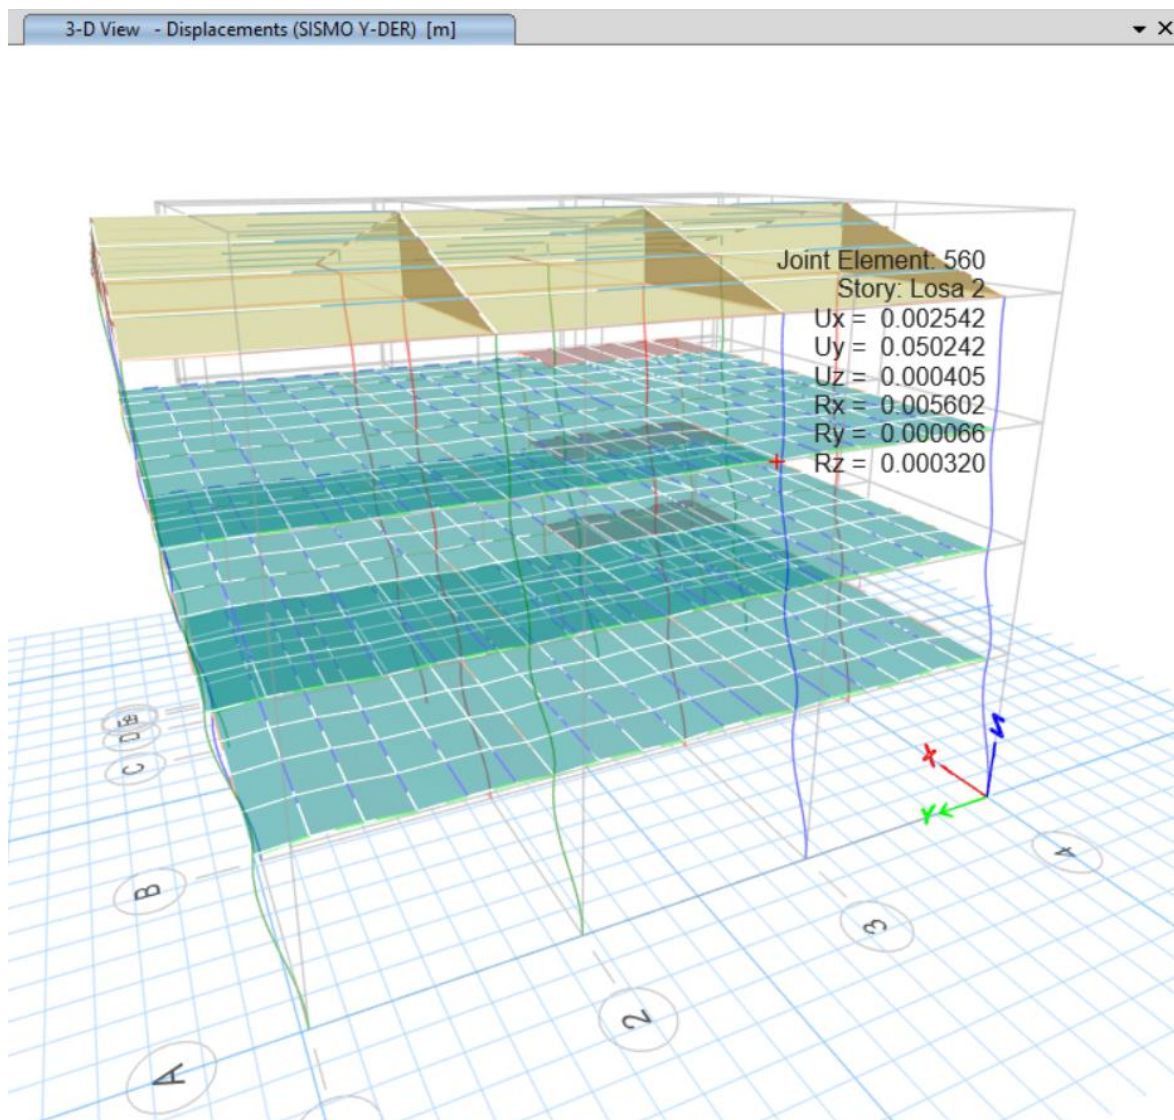 3-D View - Displacements (SISMO Y-DER) [m]
Joint Element: 560
Story: Losa 2
Ux = 0.002542
Uy = 0.050242
Uz = 0.000405
Rx = 0.005602
Ry = 0.000066
Rz = 0.000320
D
C
B
A
2
3
4
X
Y
Z